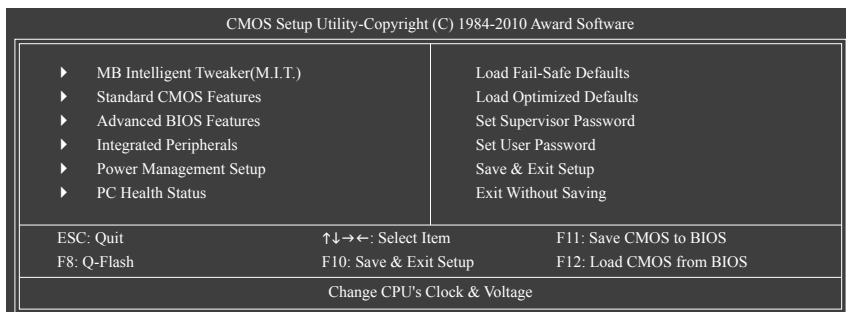 CMOS Setup Utility-Copyright (C) 1984-2010 Award Software
MB Intelligent Tweaker(M.I.T.)
Standard CMOS Features
Advanced BIOS Features
Integrated Peripherals
Power Management Setup
PC Health Status
Load Fail-Safe Defaults
Load Optimized Defaults
Set Supervisor Password
Set User Password
Save & Exit Setup
Exit Without Saving
ESC: Quit ↑↓→←: Select Item F11: Save CMOS to BIOS
F8: Q-Flash F10: Save & Exit Setup F12: Load CMOS from BIOS
Change CPU's Clock & Voltage